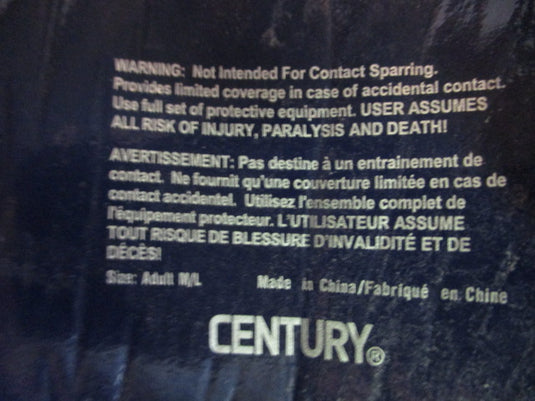 WARNING: Not Intended For Contact Sparring.
Provides limited coverage in case of accidental contact.
Use full set of protective equipment. USER ASSUMES
ALL RISK OF INJURY, PARALYSIS AND DEATH!
AVERTISSEMENT: Pas destine à un entrainement de
contact. Ne fournit qu'une couverture limitée en cas de
contact accidentel. Utilisez l'ensemble complet de
l'équipement protecteur. L'UTILISATEUR ASSUME
TOUT RISQUE DE BLESSURE D'INVALIDITÉ ET DE
DÉCÈS!
Size: Adult M/L Made in China/Fabriqué en Chine
CENTURY®